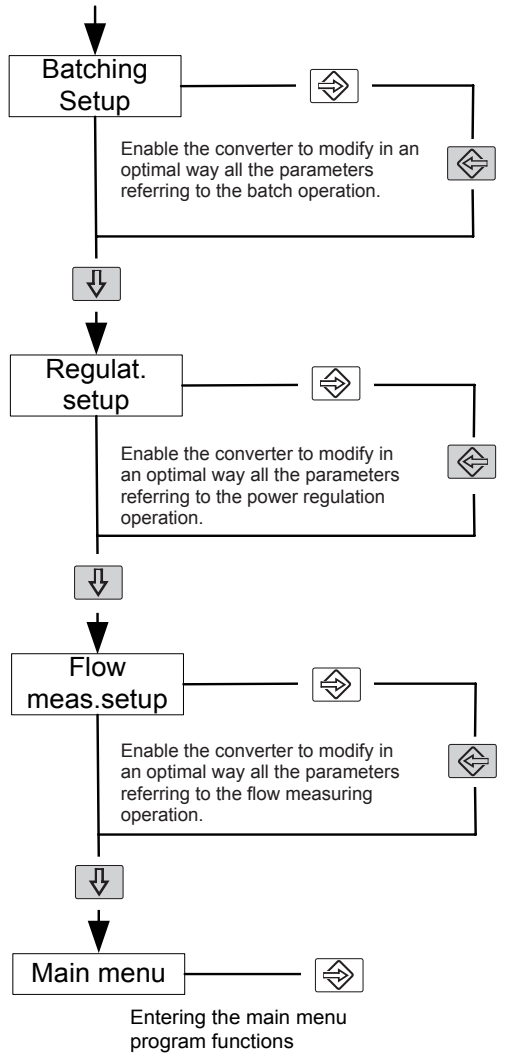 Batching
Setup
Enable the converter to modify in an
optimal way all the parameters
referring to the batch operation.
Regulat.
setup
Enable the converter to modify in
an optimal way all the parameters
referring to the power regulation
operation.
Flow
meas.setup
Enable the converter to modify in
an optimal way all the parameters
referring to the flow measuring
operation.
Main menu
Entering the main menu
program functions